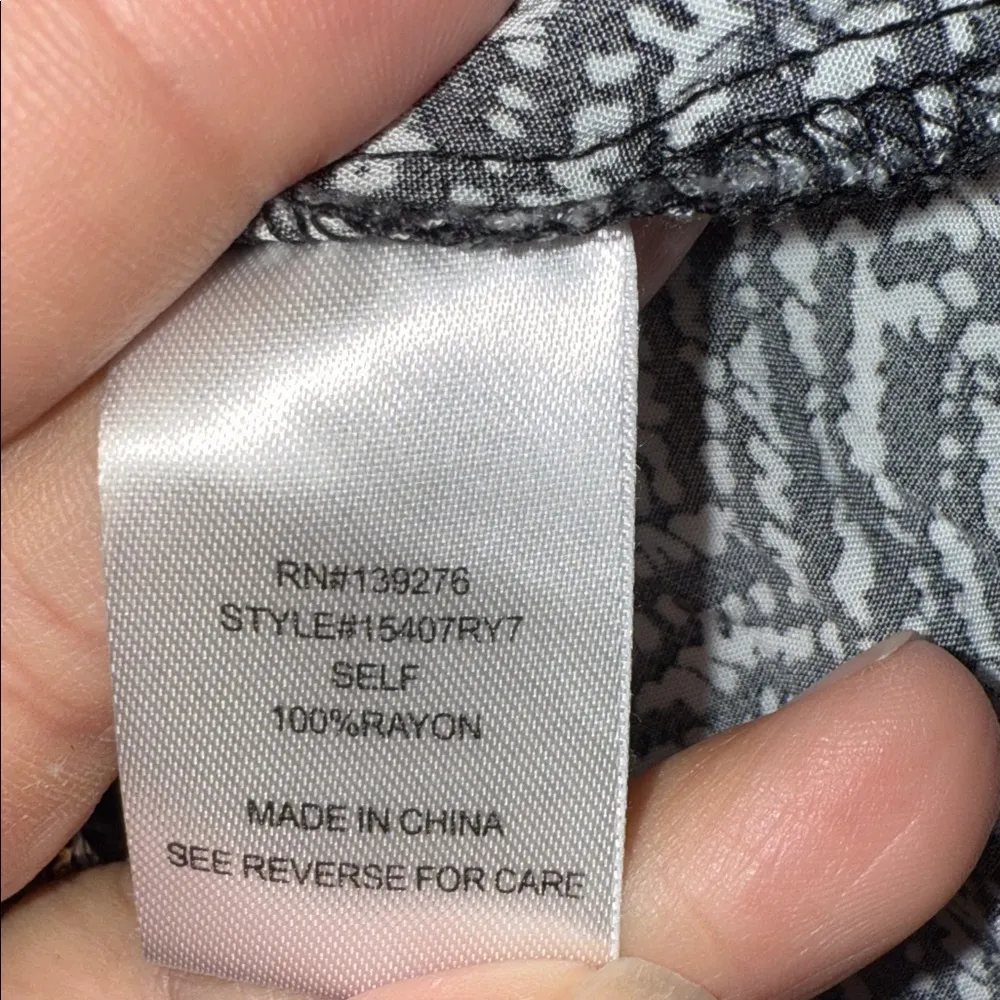 RN#139276
STYLE#15407RY7
SELF
100%RAYON
MADE IN CHINA
SEE REVERSE FOR CARE